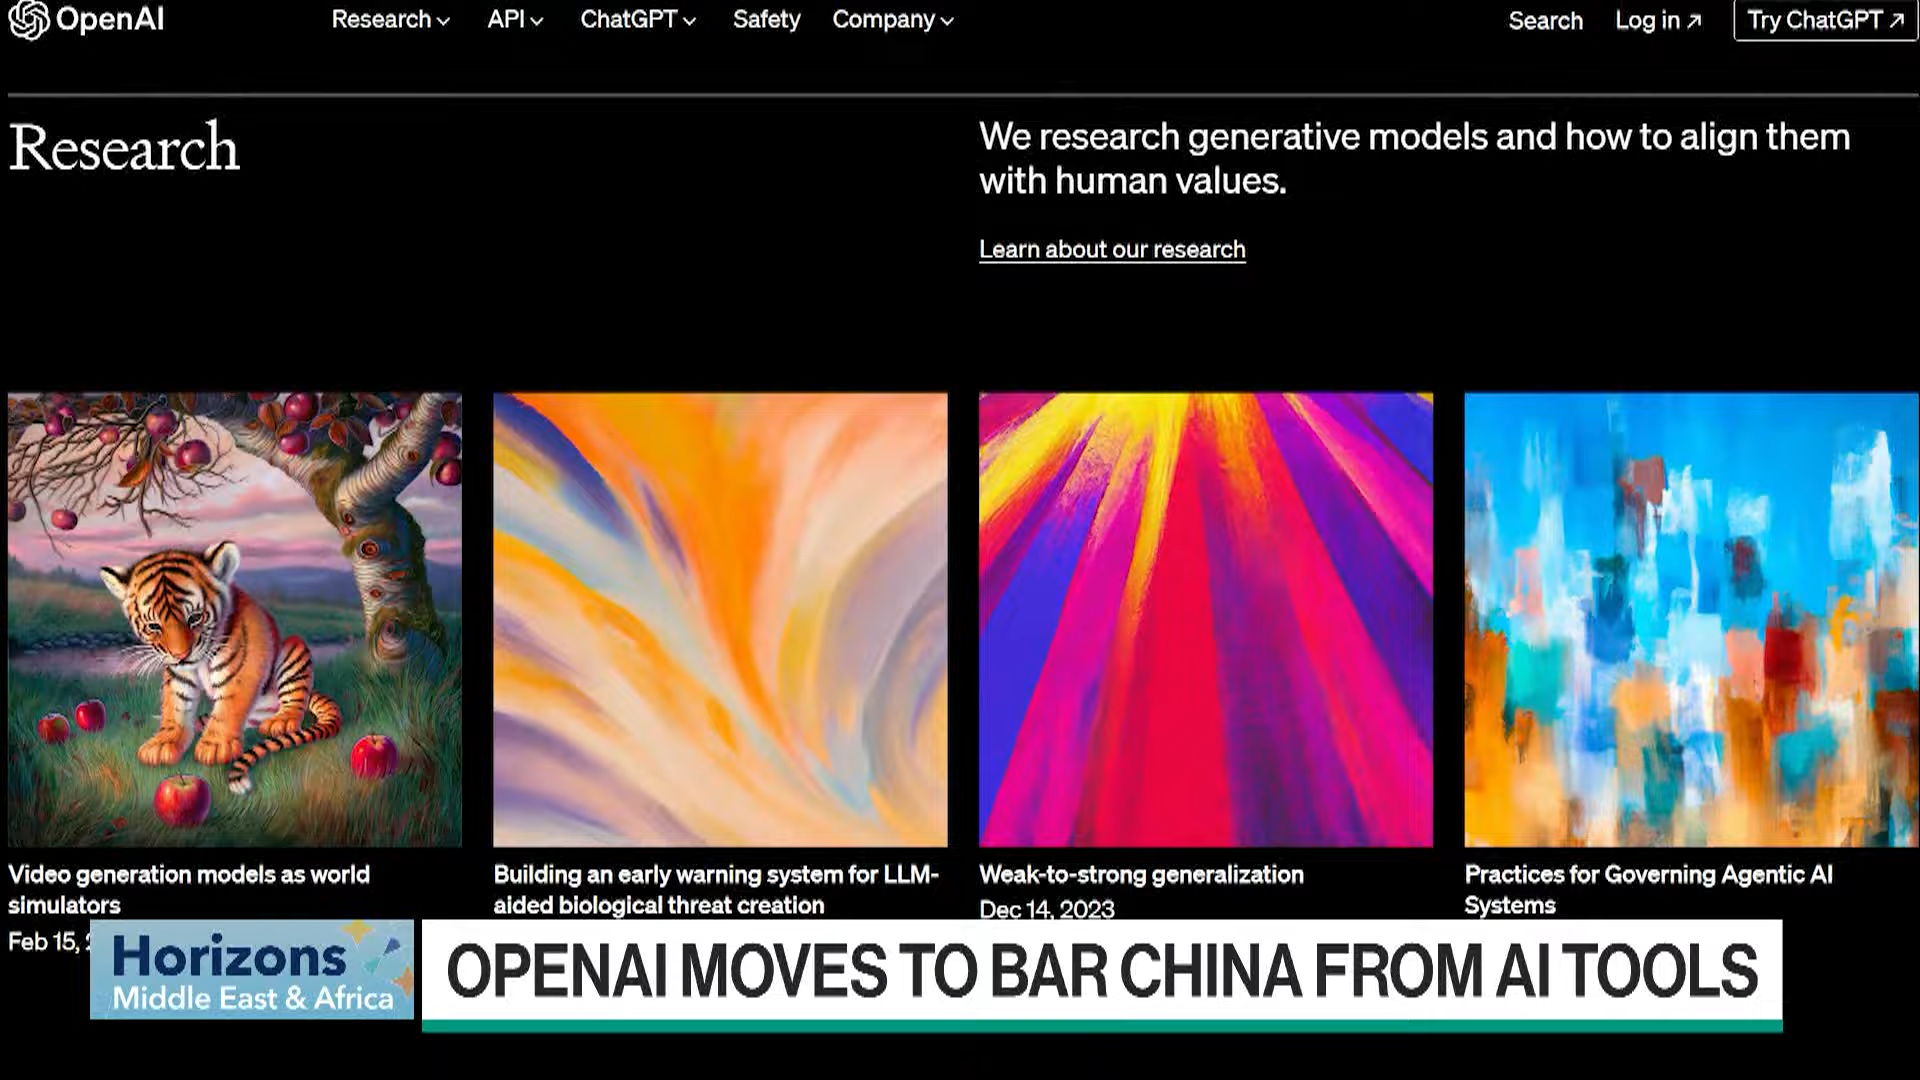 OpenAI
Research
API
ChatGPT
Safety
Company
Search
Log in ↗
Try ChatGPT ↗
Research
We research generative models and how to align them
with human values.
Learn about our research
Video generation models as world
simulators
Feb 15,
Building an early warning system for LLM-
aided biological threat creation
Weak-to-strong generalization
Dec 14, 2023
Practices for Governing Agentic AI
Systems
Horizons
Middle East & Africa
OPENAI MOVES TO BAR CHINA FROM AI TOOLS